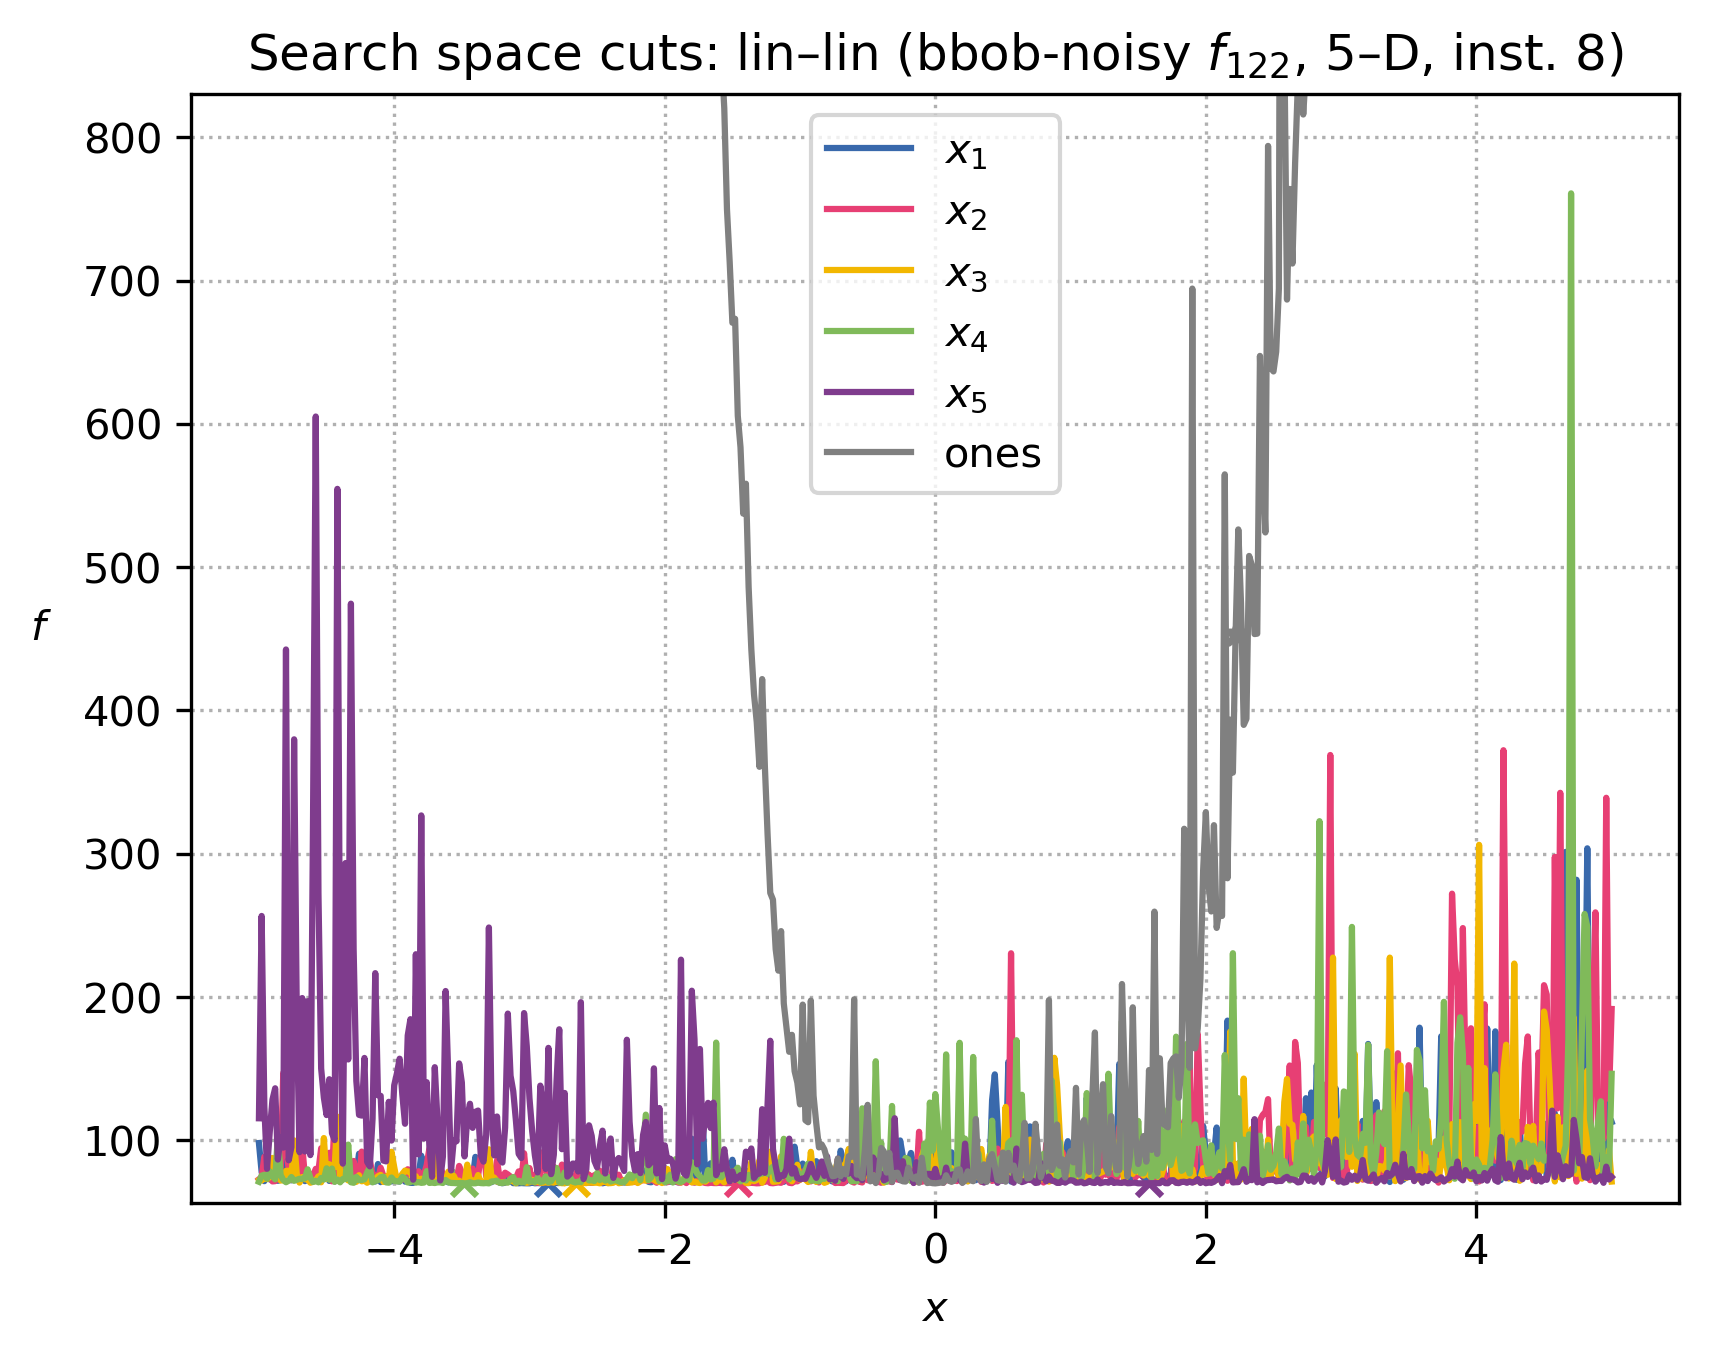 Search space cuts: lin–lin (bbob-noisy f₁₂₂, 5–D, inst. 8)
800
700
600
500
400
300
200
100
f
x₁
x₂
x₃
x₄
x₅
ones
−4 −2 0 2 4
x